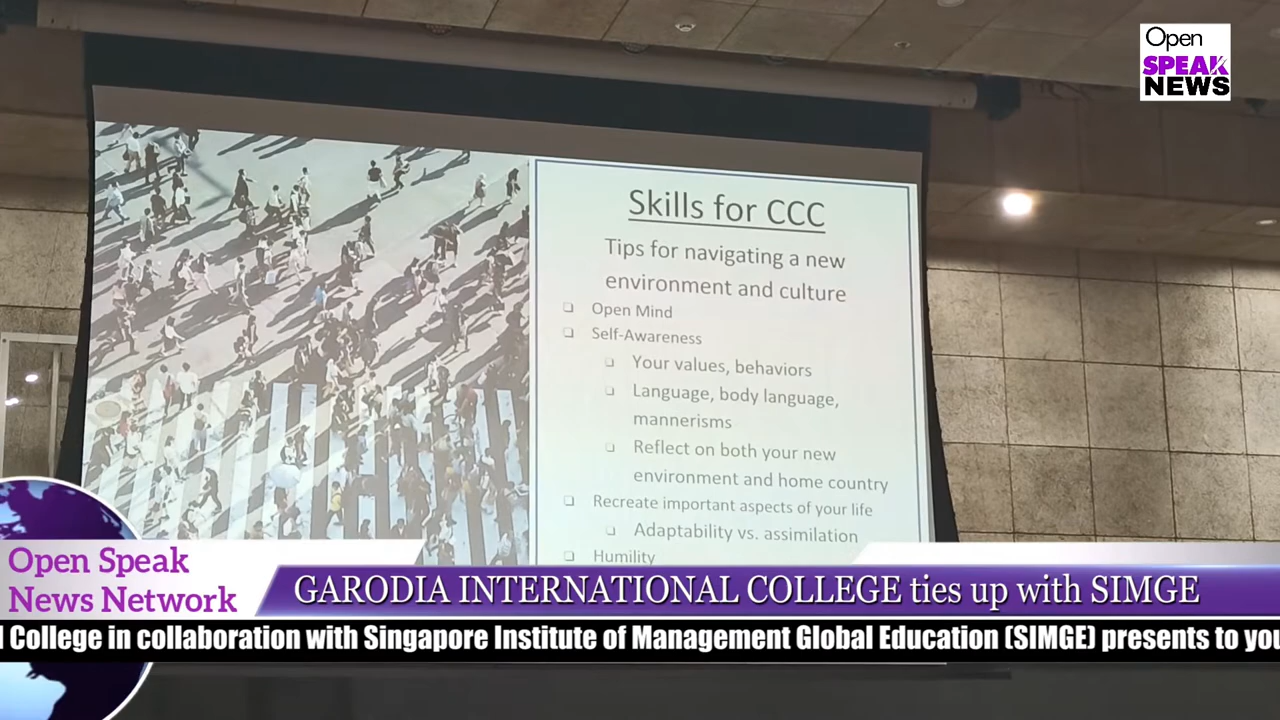 Open
SPEAK
NEWS
Skills for CCC
Tips for navigating a new
environment and culture
Open Mind
Self-Awareness
Your values, behaviors
Language, body language,
mannerisms
Reflect on both your new
environment and home country
Recreate important aspects of your life
Adaptability vs. assimilation
Humility
Open Speak
News Network
GARODIA INTERNATIONAL COLLEGE ties up with SIMGE
College in collaboration with Singapore Institute of Management Global Education (SIMGE) presents to you